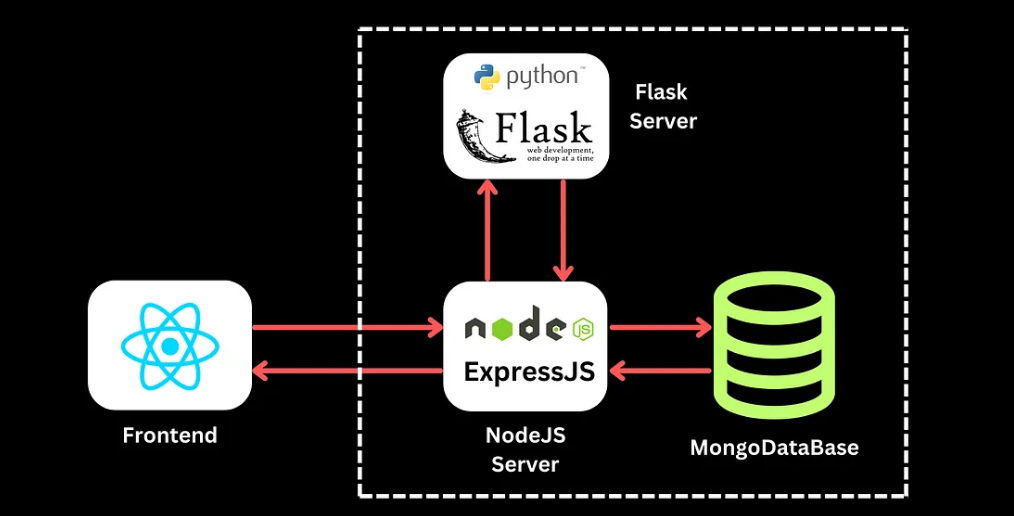 python™
Flask
web development,
one drop at a time
Flask
Server
node
JS
ExpressJS
Frontend
NodeJS
Server
MongoDataBase